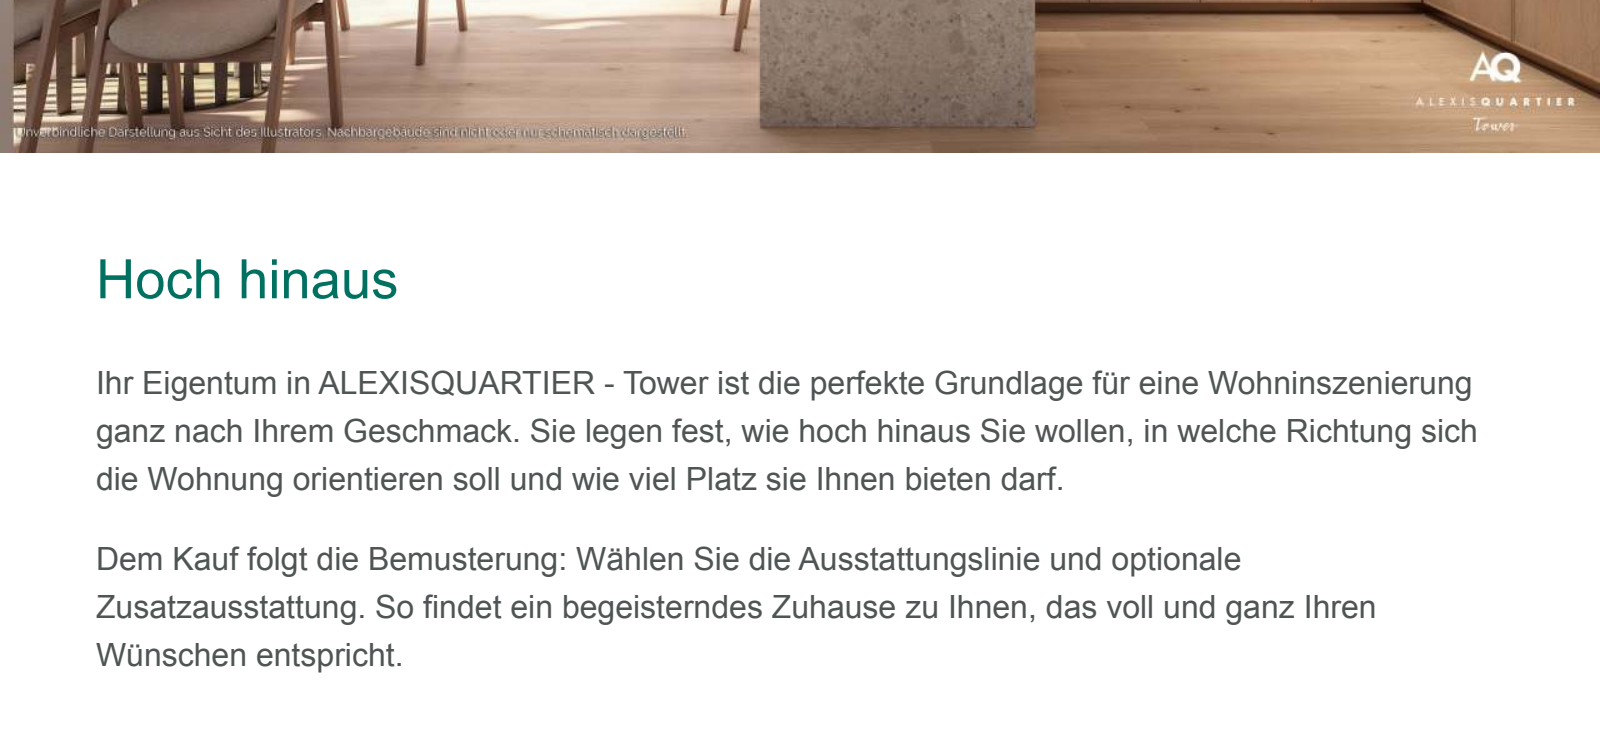 AQ
ALEXISQUARTIER
Tower
Unverbindliche Darstellung aus Sicht des Illustrators. Nachbargebäude sind nicht oder nur schematisch dargestellt.
Hoch hinaus
Ihr Eigentum in ALEXISQUARTIER - Tower ist die perfekte Grundlage für eine Wohninszenierung
ganz nach Ihrem Geschmack. Sie legen fest, wie hoch hinaus Sie wollen, in welche Richtung sich
die Wohnung orientieren soll und wie viel Platz sie Ihnen bieten darf.
Dem Kauf folgt die Bemusterung: Wählen Sie die Ausstattungslinie und optionale
Zusatzausstattung. So findet ein begeisterndes Zuhause zu Ihnen, das voll und ganz Ihren
Wünschen entspricht.